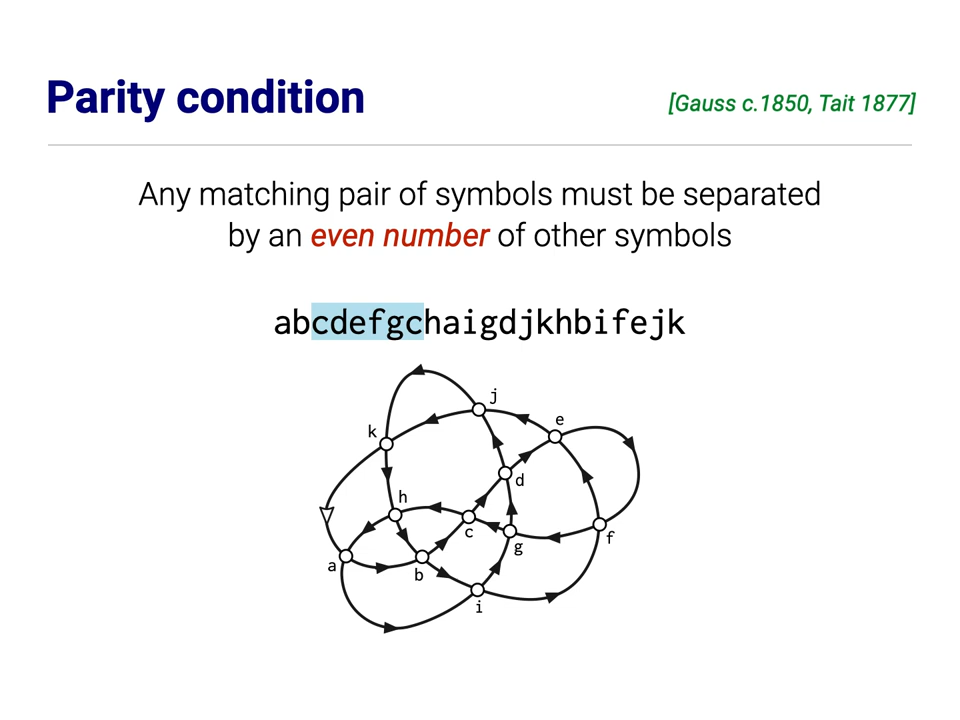 Parity condition
[Gauss c.1850, Tait 1877]
Any matching pair of symbols must be separated
by an even number of other symbols
abcdefgchaigdjkhbifejk
j
e
k
d
h
c
g
f
a
b
i